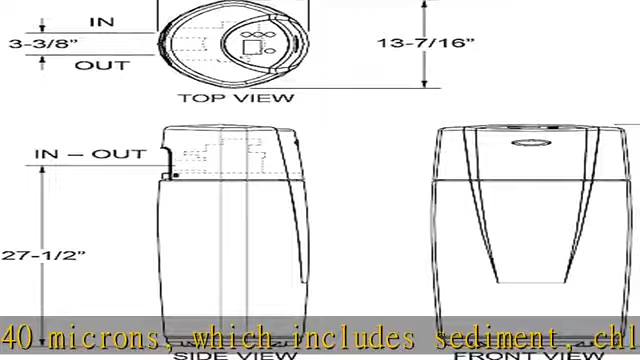 IN
3-3/8"
OUT
13-7/16"
TOP VIEW
IN – OUT
27-1/2"
40 microns, which includes sediment, chl
SIDE VIEW
FRONT VIEW